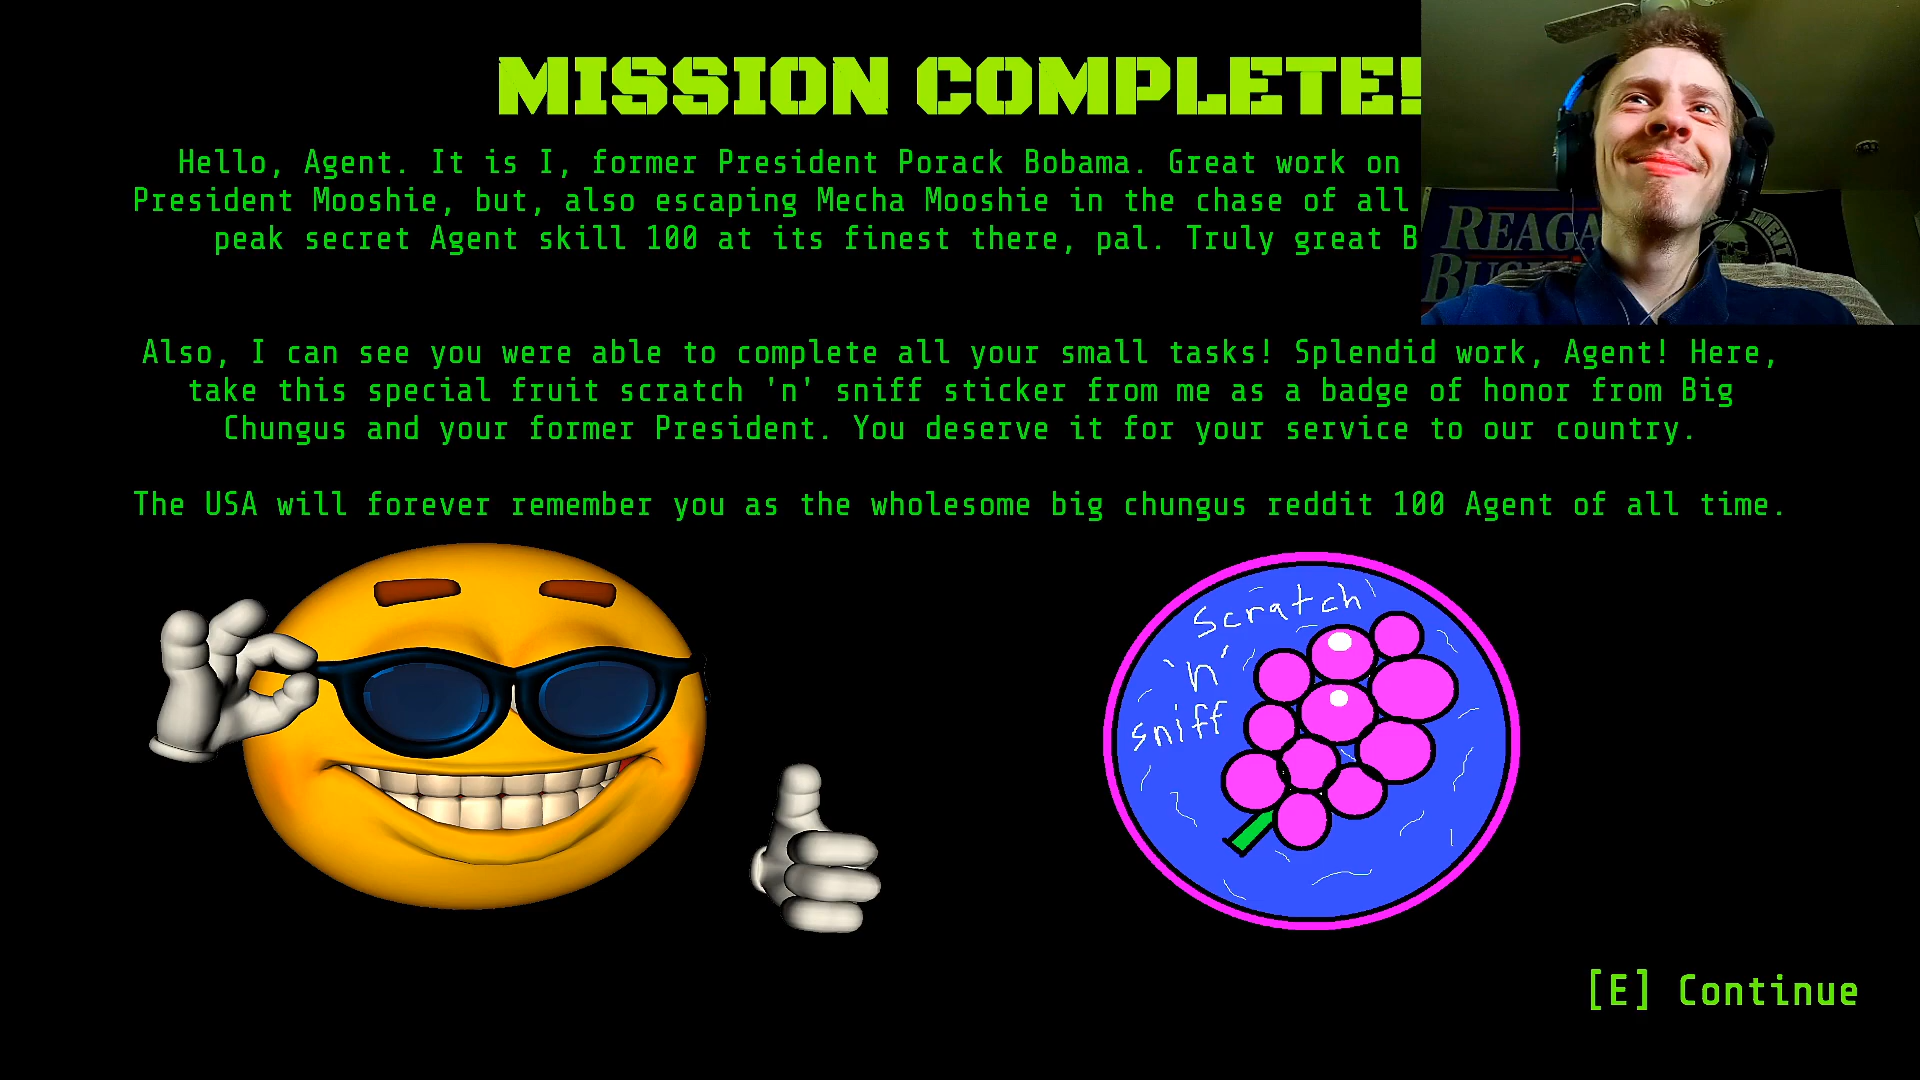 MISSION COMPLETE!
Hello, Agent. It is I, former President Porack Bobama. Great work on
President Mooshie, but, also escaping Mecha Mooshie in the chase of all
peak secret Agent skill 100 at its finest there, pal. Truly great B
REAGA
BUS
MENT
Also, I can see you were able to complete all your small tasks! Splendid work, Agent! Here,
take this special fruit scratch 'n' sniff sticker from me as a badge of honor from Big
Chungus and your former President. You deserve it for your service to our country.
The USA will forever remember you as the wholesome big chungus reddit 100 Agent of all time.
scratch
'n'
sniff
[E] Continue